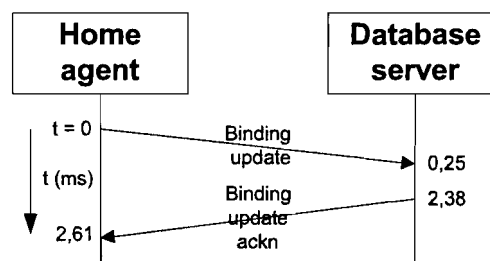 Home
agent
Database
server
t = 0
Binding
update
0,25
t (ms)
Binding
update
ackn
2,38
2,61